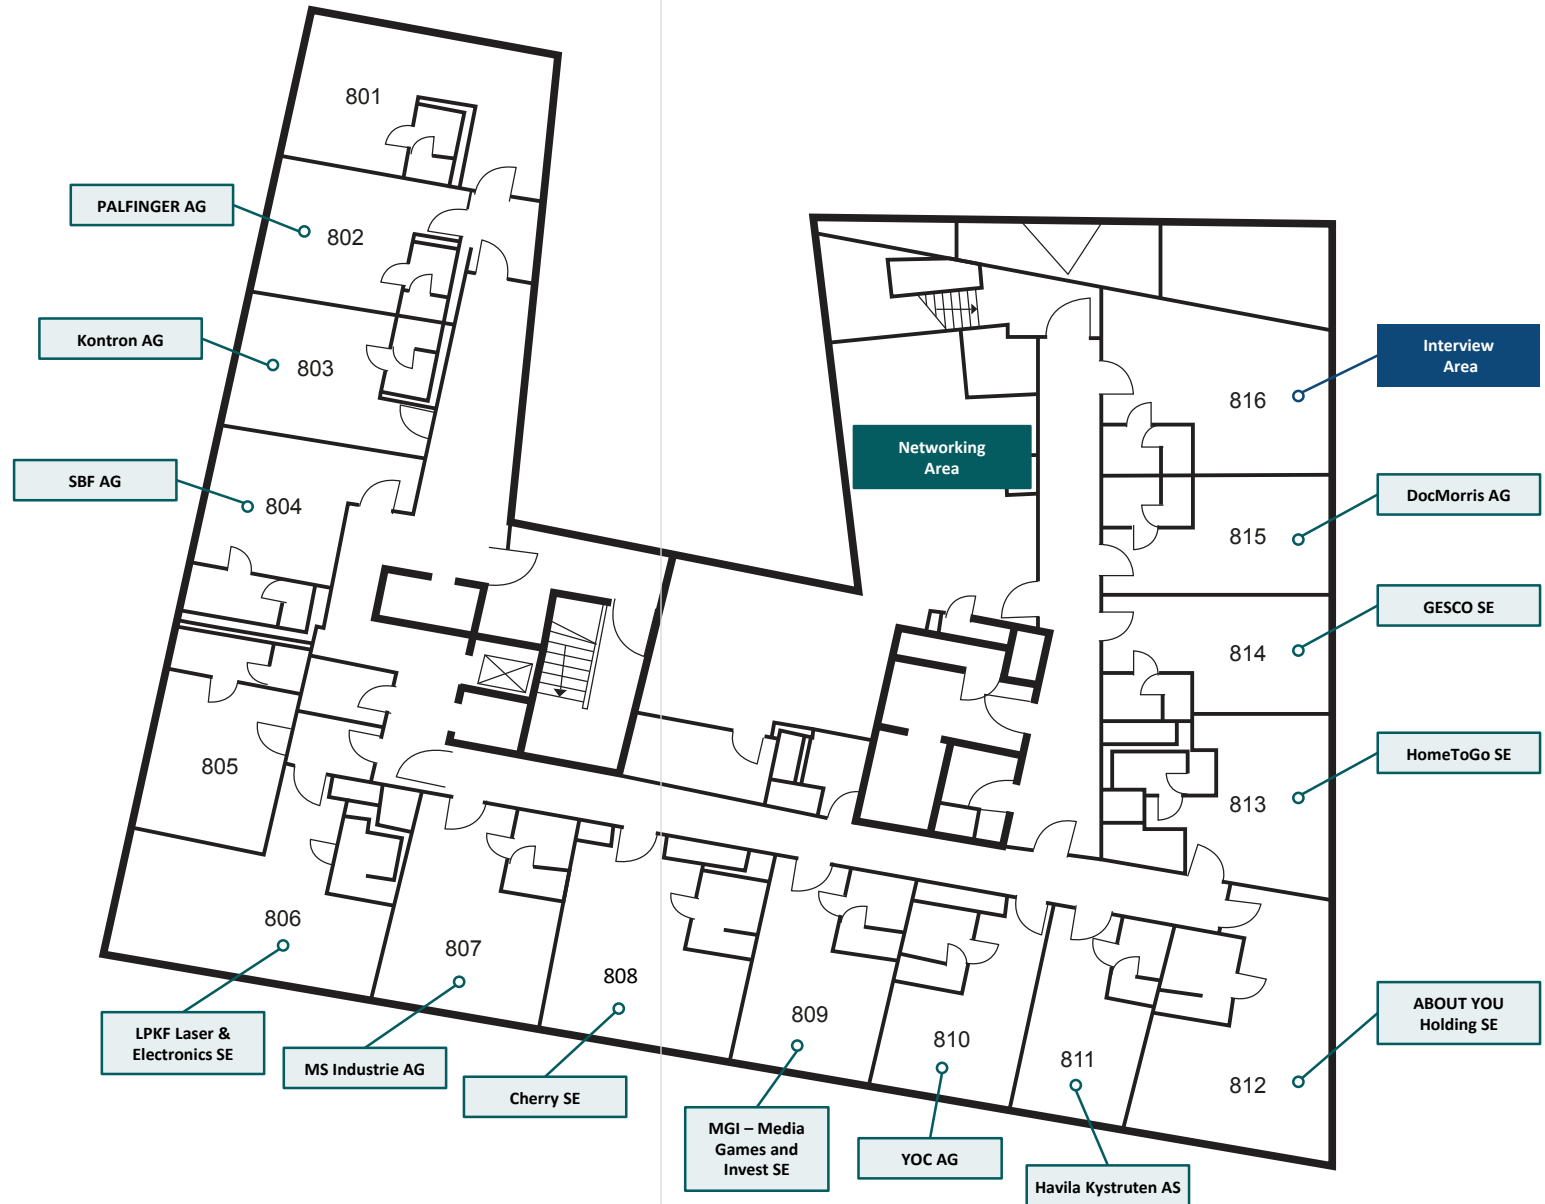 801
PALFINGER AG
802
Kontron AG
803
SBF AG
804
805
806
LPKF Laser &
Electronics SE
807
MS Industrie AG
808
Cherry SE
809
MGI – Media
Games and
Invest SE
810
YOC AG
811
Havila Kystruten AS
812
ABOUT YOU
Holding SE
813
HomeToGo SE
814
GESCO SE
815
DocMorris AG
816
Interview
Area
Networking
Area